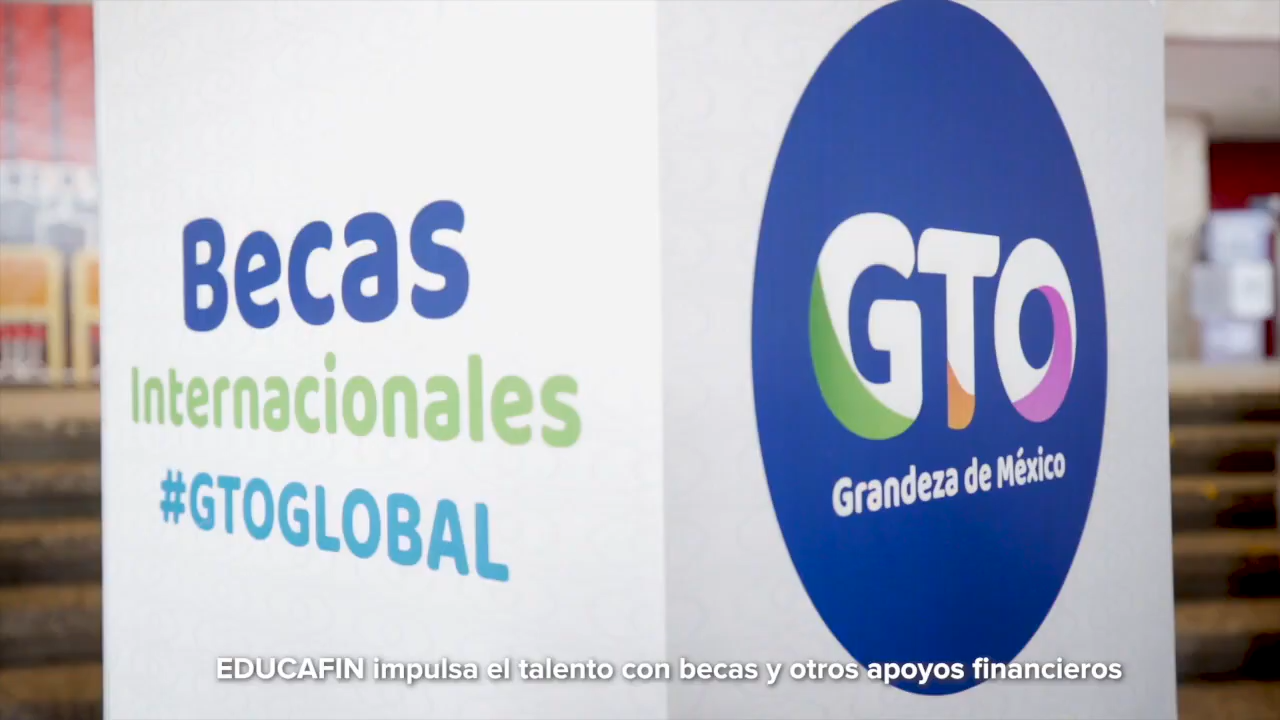 Becas
Internacionales
#GTOGLOBAL
GTO
Grandeza de México
EDUCAFIN impulsa el talento con becas y otros apoyos financieros